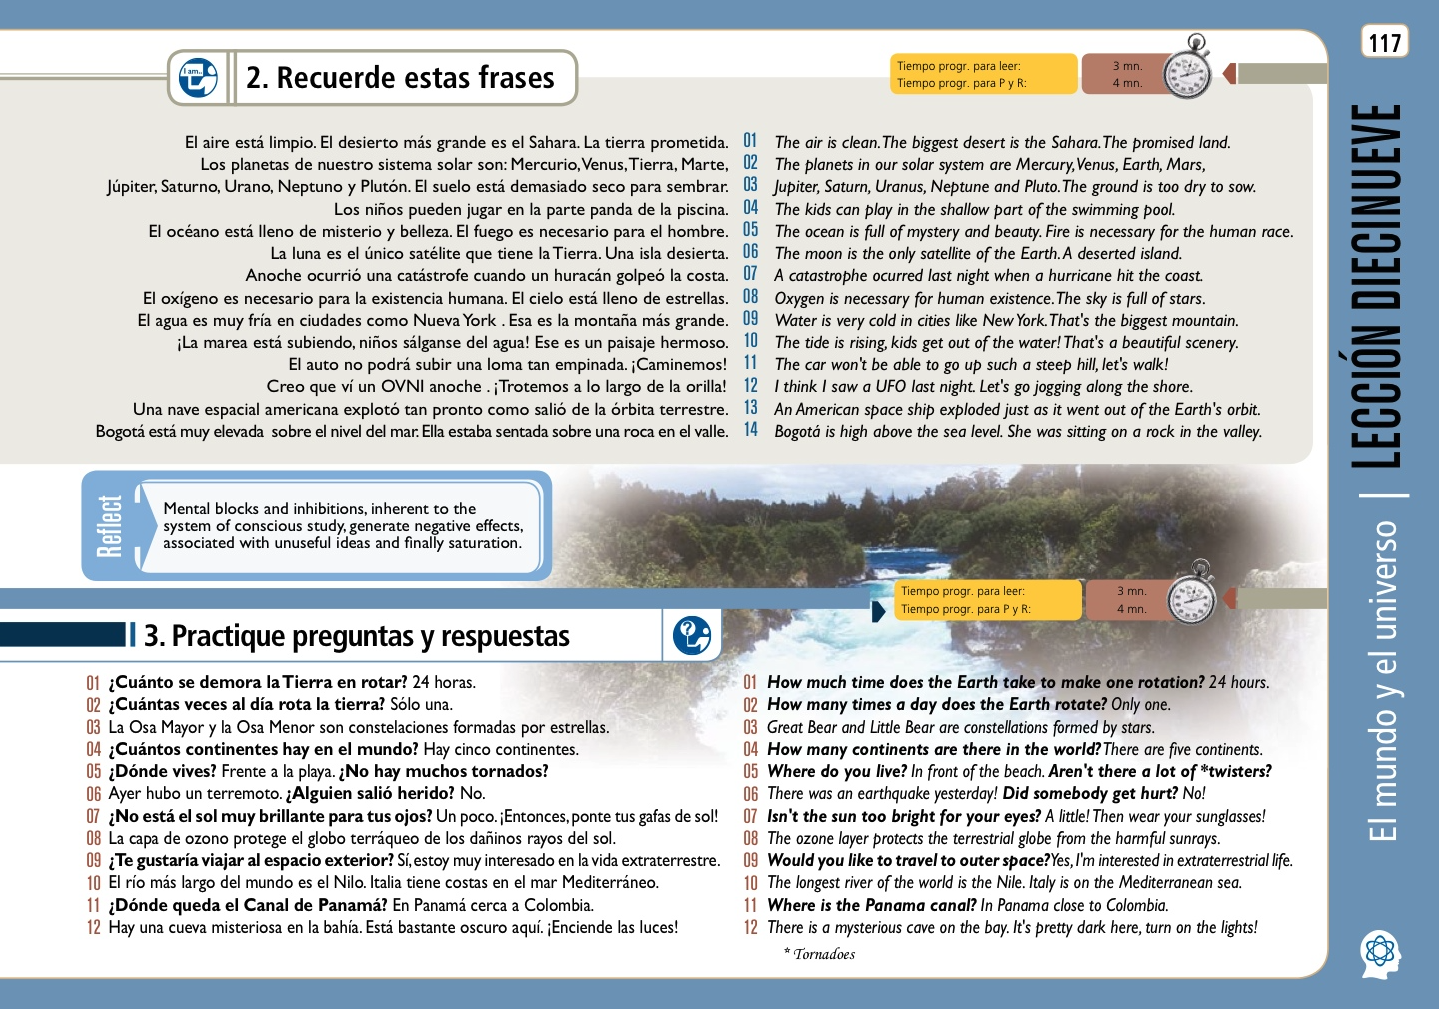 117
I am...
2. Recuerde estas frases
Tiempo progr. para leer: 3 mn.
Tiempo progr. para P y R: 4 mn.
El aire está limpio. El desierto más grande es el Sahara. La tierra prometida. 01 The air is clean. The biggest desert is the Sahara. The promised land.
Los planetas de nuestro sistema solar son: Mercurio, Venus, Tierra, Marte, 02 The planets in our solar system are Mercury, Venus, Earth, Mars,
Júpiter, Saturno, Urano, Neptuno y Plutón. El suelo está demasiado seco para sembrar. 03 Jupiter, Saturn, Uranus, Neptune and Pluto. The ground is too dry to sow.
Los niños pueden jugar en la parte panda de la piscina. 04 The kids can play in the shallow part of the swimming pool.
El océano está lleno de misterio y belleza. El fuego es necesario para el hombre. 05 The ocean is full of mystery and beauty. Fire is necessary for the human race.
La luna es el único satélite que tiene la Tierra. Una isla desierta. 06 The moon is the only satellite of the Earth. A deserted island.
Anoche ocurrió una catástrofe cuando un huracán golpeó la costa. 07 A catastrophe ocurred last night when a hurricane hit the coast.
El oxígeno es necesario para la existencia humana. El cielo está lleno de estrellas. 08 Oxygen is necessary for human existence. The sky is full of stars.
El agua es muy fría en ciudades como Nueva York . Esa es la montaña más grande. 09 Water is very cold in cities like New York. That's the biggest mountain.
¡La marea está subiendo, niños sálganse del agua! Ese es un paisaje hermoso. 10 The tide is rising, kids get out of the water! That's a beautiful scenery.
El auto no podrá subir una loma tan empinada. ¡Caminemos! 11 The car won't be able to go up such a steep hill, let's walk!
Creo que ví un OVNI anoche . ¡Trotemos a lo largo de la orilla! 12 I think I saw a UFO last night. Let's go jogging along the shore.
Una nave espacial americana explotó tan pronto como salió de la órbita terrestre. 13 An American space ship exploded just as it went out of the Earth's orbit.
Bogotá está muy elevada sobre el nivel del mar. Ella estaba sentada sobre una roca en el valle. 14 Bogotá is high above the sea level. She was sitting on a rock in the valley.
Reflect
Mental blocks and inhibitions, inherent to the
system of conscious study, generate negative effects,
associated with unuseful ideas and finally saturation.
Tiempo progr. para leer: 3 mn.
Tiempo progr. para P y R: 4 mn.
3. Practique preguntas y respuestas
?
01 ¿Cuánto se demora la Tierra en rotar? 24 horas.
02 ¿Cuántas veces al día rota la tierra? Sólo una.
03 La Osa Mayor y la Osa Menor son constelaciones formadas por estrellas.
04 ¿Cuántos continentes hay en el mundo? Hay cinco continentes.
05 ¿Dónde vives? Frente a la playa. ¿No hay muchos tornados?
06 Ayer hubo un terremoto. ¿Alguien salió herido? No.
07 ¿No está el sol muy brillante para tus ojos? Un poco. ¡Entonces, ponte tus gafas de sol!
08 La capa de ozono protege el globo terráqueo de los dañinos rayos del sol.
09 ¿Te gustaría viajar al espacio exterior? Sí, estoy muy interesado en la vida extraterrestre.
10 El río más largo del mundo es el Nilo. Italia tiene costas en el mar Mediterráneo.
11 ¿Dónde queda el Canal de Panamá? En Panamá cerca a Colombia.
12 Hay una cueva misteriosa en la bahía. Está bastante oscuro aquí. ¡Enciende las luces!
01 How much time does the Earth take to make one rotation? 24 hours.
02 How many times a day does the Earth rotate? Only one.
03 Great Bear and Little Bear are constellations formed by stars.
04 How many continents are there in the world? There are five continents.
05 Where do you live? In front of the beach. Aren't there a lot of *twisters?
06 There was an earthquake yesterday! Did somebody get hurt? No!
07 Isn't the sun too bright for your eyes? A little! Then wear your sunglasses!
08 The ozone layer protects the terrestrial globe from the harmful sunrays.
09 Would you like to travel to outer space? Yes, I'm interested in extraterrestrial life.
10 The longest river of the world is the Nile. Italy is on the Mediterranean sea.
11 Where is the Panama canal? In Panama close to Colombia.
12 There is a mysterious cave on the bay. It's pretty dark here, turn on the lights!
* Tornadoes
El mundo y el universo | LECCIÓN DIECINUEVE